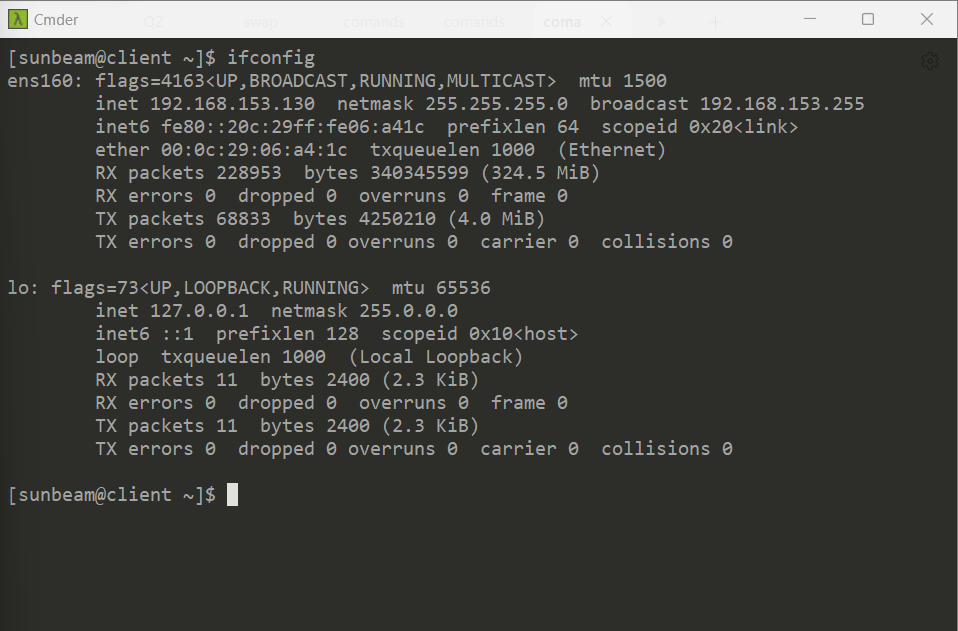 Cmder Q2 swap comands comands coma
[sunbeam@client ~]$ ifconfig
ens160: flags=4163<UP,BROADCAST,RUNNING,MULTICAST>  mtu 1500
        inet 192.168.153.130  netmask 255.255.255.0  broadcast 192.168.153.255
        inet6 fe80::20c:29ff:fe06:a41c  prefixlen 64  scopeid 0x20<link>
        ether 00:0c:29:06:a4:1c  txqueuelen 1000  (Ethernet)
        RX packets 228953  bytes 340345599 (324.5 MiB)
        RX errors 0  dropped 0  overruns 0  frame 0
        TX packets 68833  bytes 4250210 (4.0 MiB)
        TX errors 0  dropped 0 overruns 0  carrier 0  collisions 0

lo: flags=73<UP,LOOPBACK,RUNNING>  mtu 65536
        inet 127.0.0.1  netmask 255.0.0.0
        inet6 ::1  prefixlen 128  scopeid 0x10<host>
        loop  txqueuelen 1000  (Local Loopback)
        RX packets 11  bytes 2400 (2.3 KiB)
        RX errors 0  dropped 0  overruns 0  frame 0
        TX packets 11  bytes 2400 (2.3 KiB)
        TX errors 0  dropped 0 overruns 0  carrier 0  collisions 0

[sunbeam@client ~]$